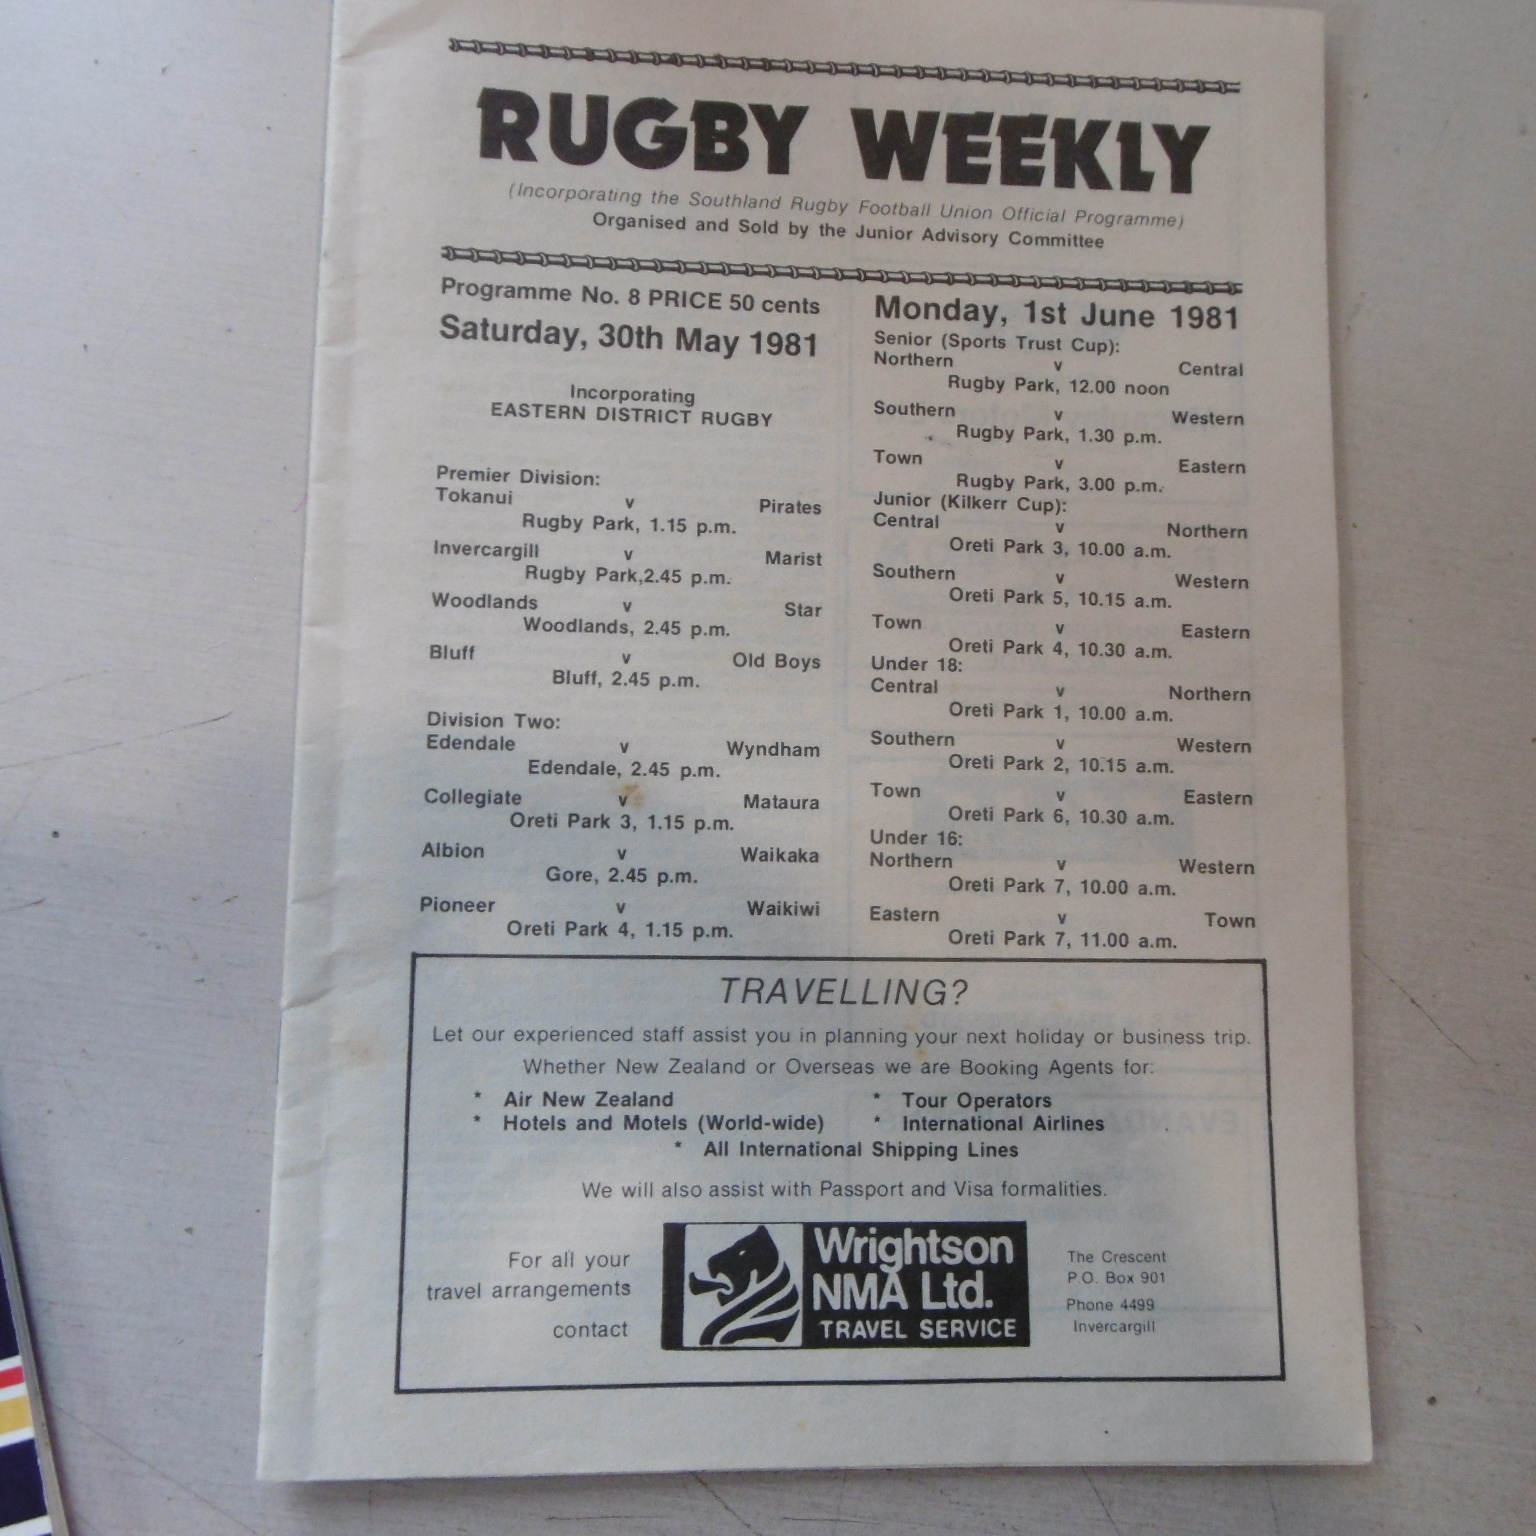 RUGBY WEEKLY
(Incorporating the Southland Rugby Football Union Official Programme)
Organised and Sold by the Junior Advisory Committee
Programme No. 8 PRICE 50 cents
Saturday, 30th May 1981
Incorporating
EASTERN DISTRICT RUGBY
Premier Division:
Tokanui v Pirates
Rugby Park, 1.15 p.m.
Invercargill v Marist
Rugby Park,2.45 p.m.
Woodlands v Star
Woodlands, 2.45 p.m.
Bluff v Old Boys
Bluff, 2.45 p.m.
Division Two:
Edendale v Wyndham
Edendale, 2.45 p.m.
Collegiate v Mataura
Oreti Park 3, 1.15 p.m.
Albion v Waikaka
Gore, 2.45 p.m.
Pioneer v Waikiwi
Oreti Park 4, 1.15 p.m.
Monday, 1st June 1981
Senior (Sports Trust Cup):
Northern v Central
Rugby Park, 12.00 noon
Southern v Western
Rugby Park, 1.30 p.m.
Town v Eastern
Rugby Park, 3.00 p.m.
Junior (Kilkerr Cup):
Central v Northern
Oreti Park 3, 10.00 a.m.
Southern v Western
Oreti Park 5, 10.15 a.m.
Town v Eastern
Oreti Park 4, 10.30 a.m.
Under 18:
Central v Northern
Oreti Park 1, 10.00 a.m.
Southern v Western
Oreti Park 2, 10.15 a.m.
Town v Eastern
Oreti Park 6, 10.30 a.m.
Under 16:
Northern v Western
Oreti Park 7, 10.00 a.m.
Eastern v Town
Oreti Park 7, 11.00 a.m.
TRAVELLING?
Let our experienced staff assist you in planning your next holiday or business trip.
Whether New Zealand or Overseas we are Booking Agents for:
* Air New Zealand * Tour Operators
* Hotels and Motels (World-wide) * International Airlines
* All International Shipping Lines
We will also assist with Passport and Visa formalities.
For all your
travel arrangements
contact
Wrightson
NMA Ltd.
TRAVEL SERVICE
The Crescent
P.O. Box 901
Phone 4499
Invercargill